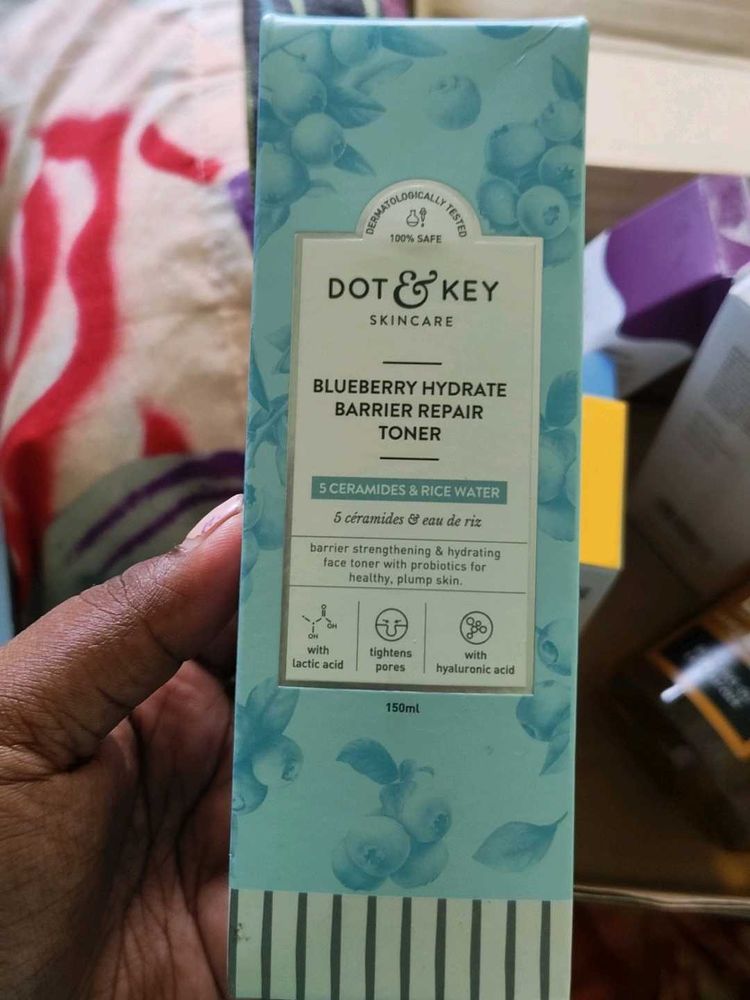 DERMATOLOGICALLY TESTED
100% SAFE
DOT & KEY
SKINCARE
BLUEBERRY HYDRATE
BARRIER REPAIR
TONER
5 CERAMIDES & RICE WATER
5 céramides & eau de riz
barrier strengthening & hydrating
face toner with probiotics for
healthy, plump skin.
O
OH
OH
with
lactic acid
tightens
pores
with
hyaluronic acid
150ml